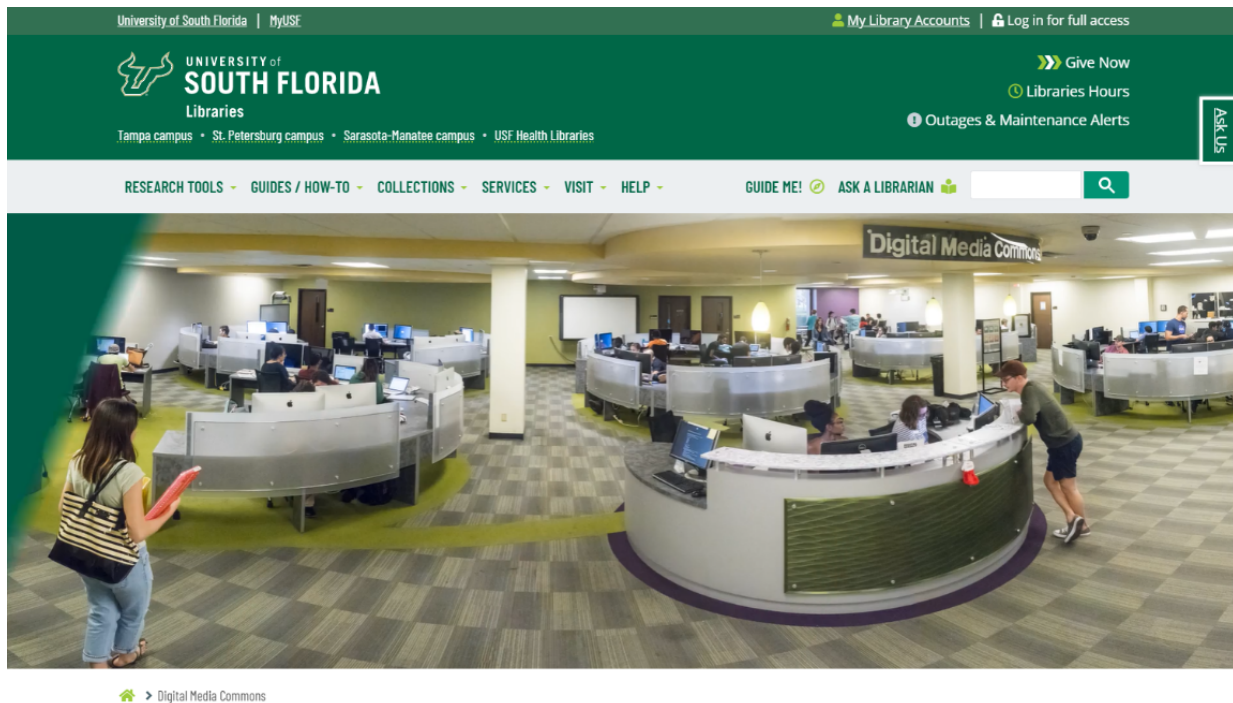 University of South Florida | MyUSF
My Library Accounts | Log in for full access
UNIVERSITY of
SOUTH FLORIDA
Libraries
Tampa campus • St. Petersburg campus • Sarasota-Manatee campus • USF Health Libraries
Give Now
Libraries Hours
Outages & Maintenance Alerts
Ask Us
RESEARCH TOOLS GUIDES / HOW-TO COLLECTIONS SERVICES VISIT HELP GUIDE ME! ASK A LIBRARIAN
Digital Media Commons
> Digital Media Commons